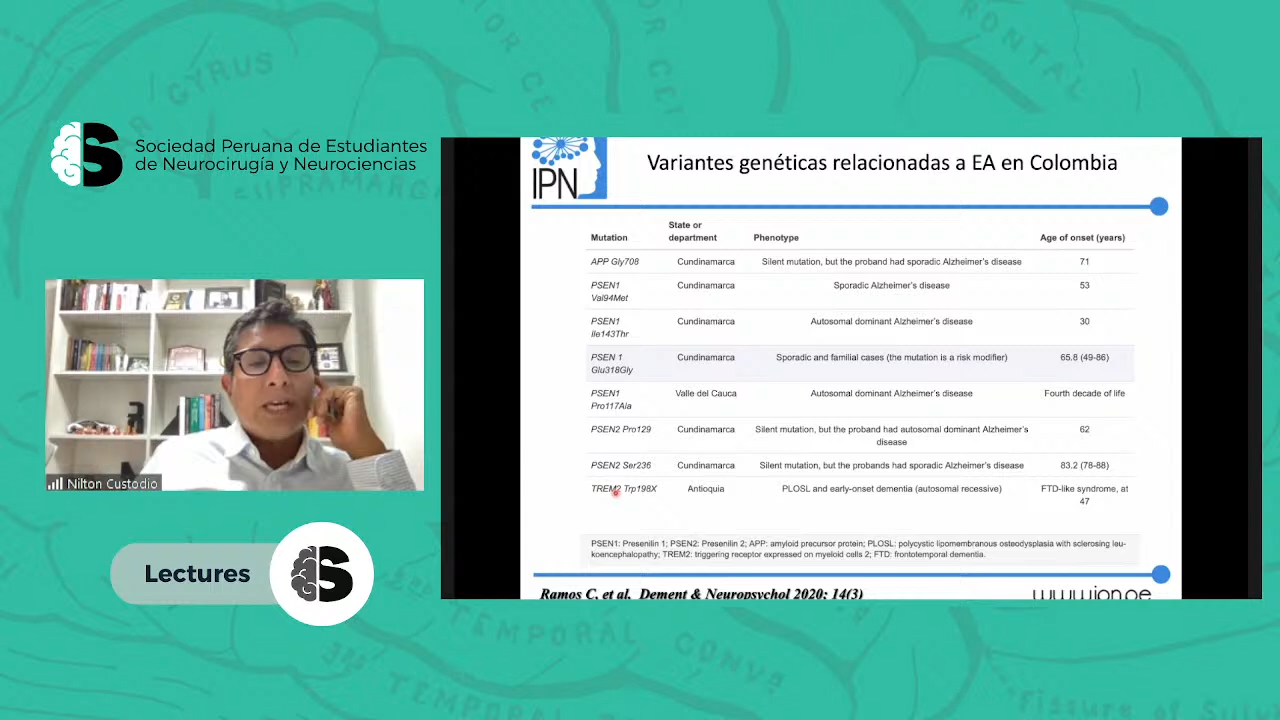 Sociedad Peruana de Estudiantes
de Neurocirugía y Neurociencias
GYRUS
SUPRAMARG
Nilton Custodio
Lectures
S
IPN
Variantes genéticas relacionadas a EA en Colombia
Mutation State or department Phenotype Age of onset (years)
APP Gly708 Cundinamarca Silent mutation, but the proband had sporadic Alzheimer's disease 71
PSEN1 Val94Met Cundinamarca Sporadic Alzheimer's disease 53
PSEN1 Ile143Thr Cundinamarca Autosomal dominant Alzheimer's disease 30
PSEN 1 Glu318Gly Cundinamarca Sporadic and familial cases (the mutation is a risk modifier) 65.8 (49-86)
PSEN1 Pro117Ala Valle del Cauca Autosomal dominant Alzheimer's disease Fourth decade of life
PSEN2 Pro129 Cundinamarca Silent mutation, but the proband had autosomal dominant Alzheimer's disease 62
PSEN2 Ser236 Cundinamarca Silent mutation, but the probands had sporadic Alzheimer's disease 83.2 (78-88)
TREM2 Trp198X Antioquia PLOSL and early-onset dementia (autosomal recessive) FTD-like syndrome, at 47
PSEN1: Presenilin 1; PSEN2: Presenilin 2; APP: amyloid precursor protein; PLOSL: polycystic lipomembranous osteodysplasia with sclerosing leu-
koencephalopathy; TREM2: triggering receptor expressed on myeloid cells 2; FTD: frontotemporal dementia.
Ramos C, et al. Dement & Neuropsychol 2020; 14(3)
www.ipn.pe
TEMPORAL CONV